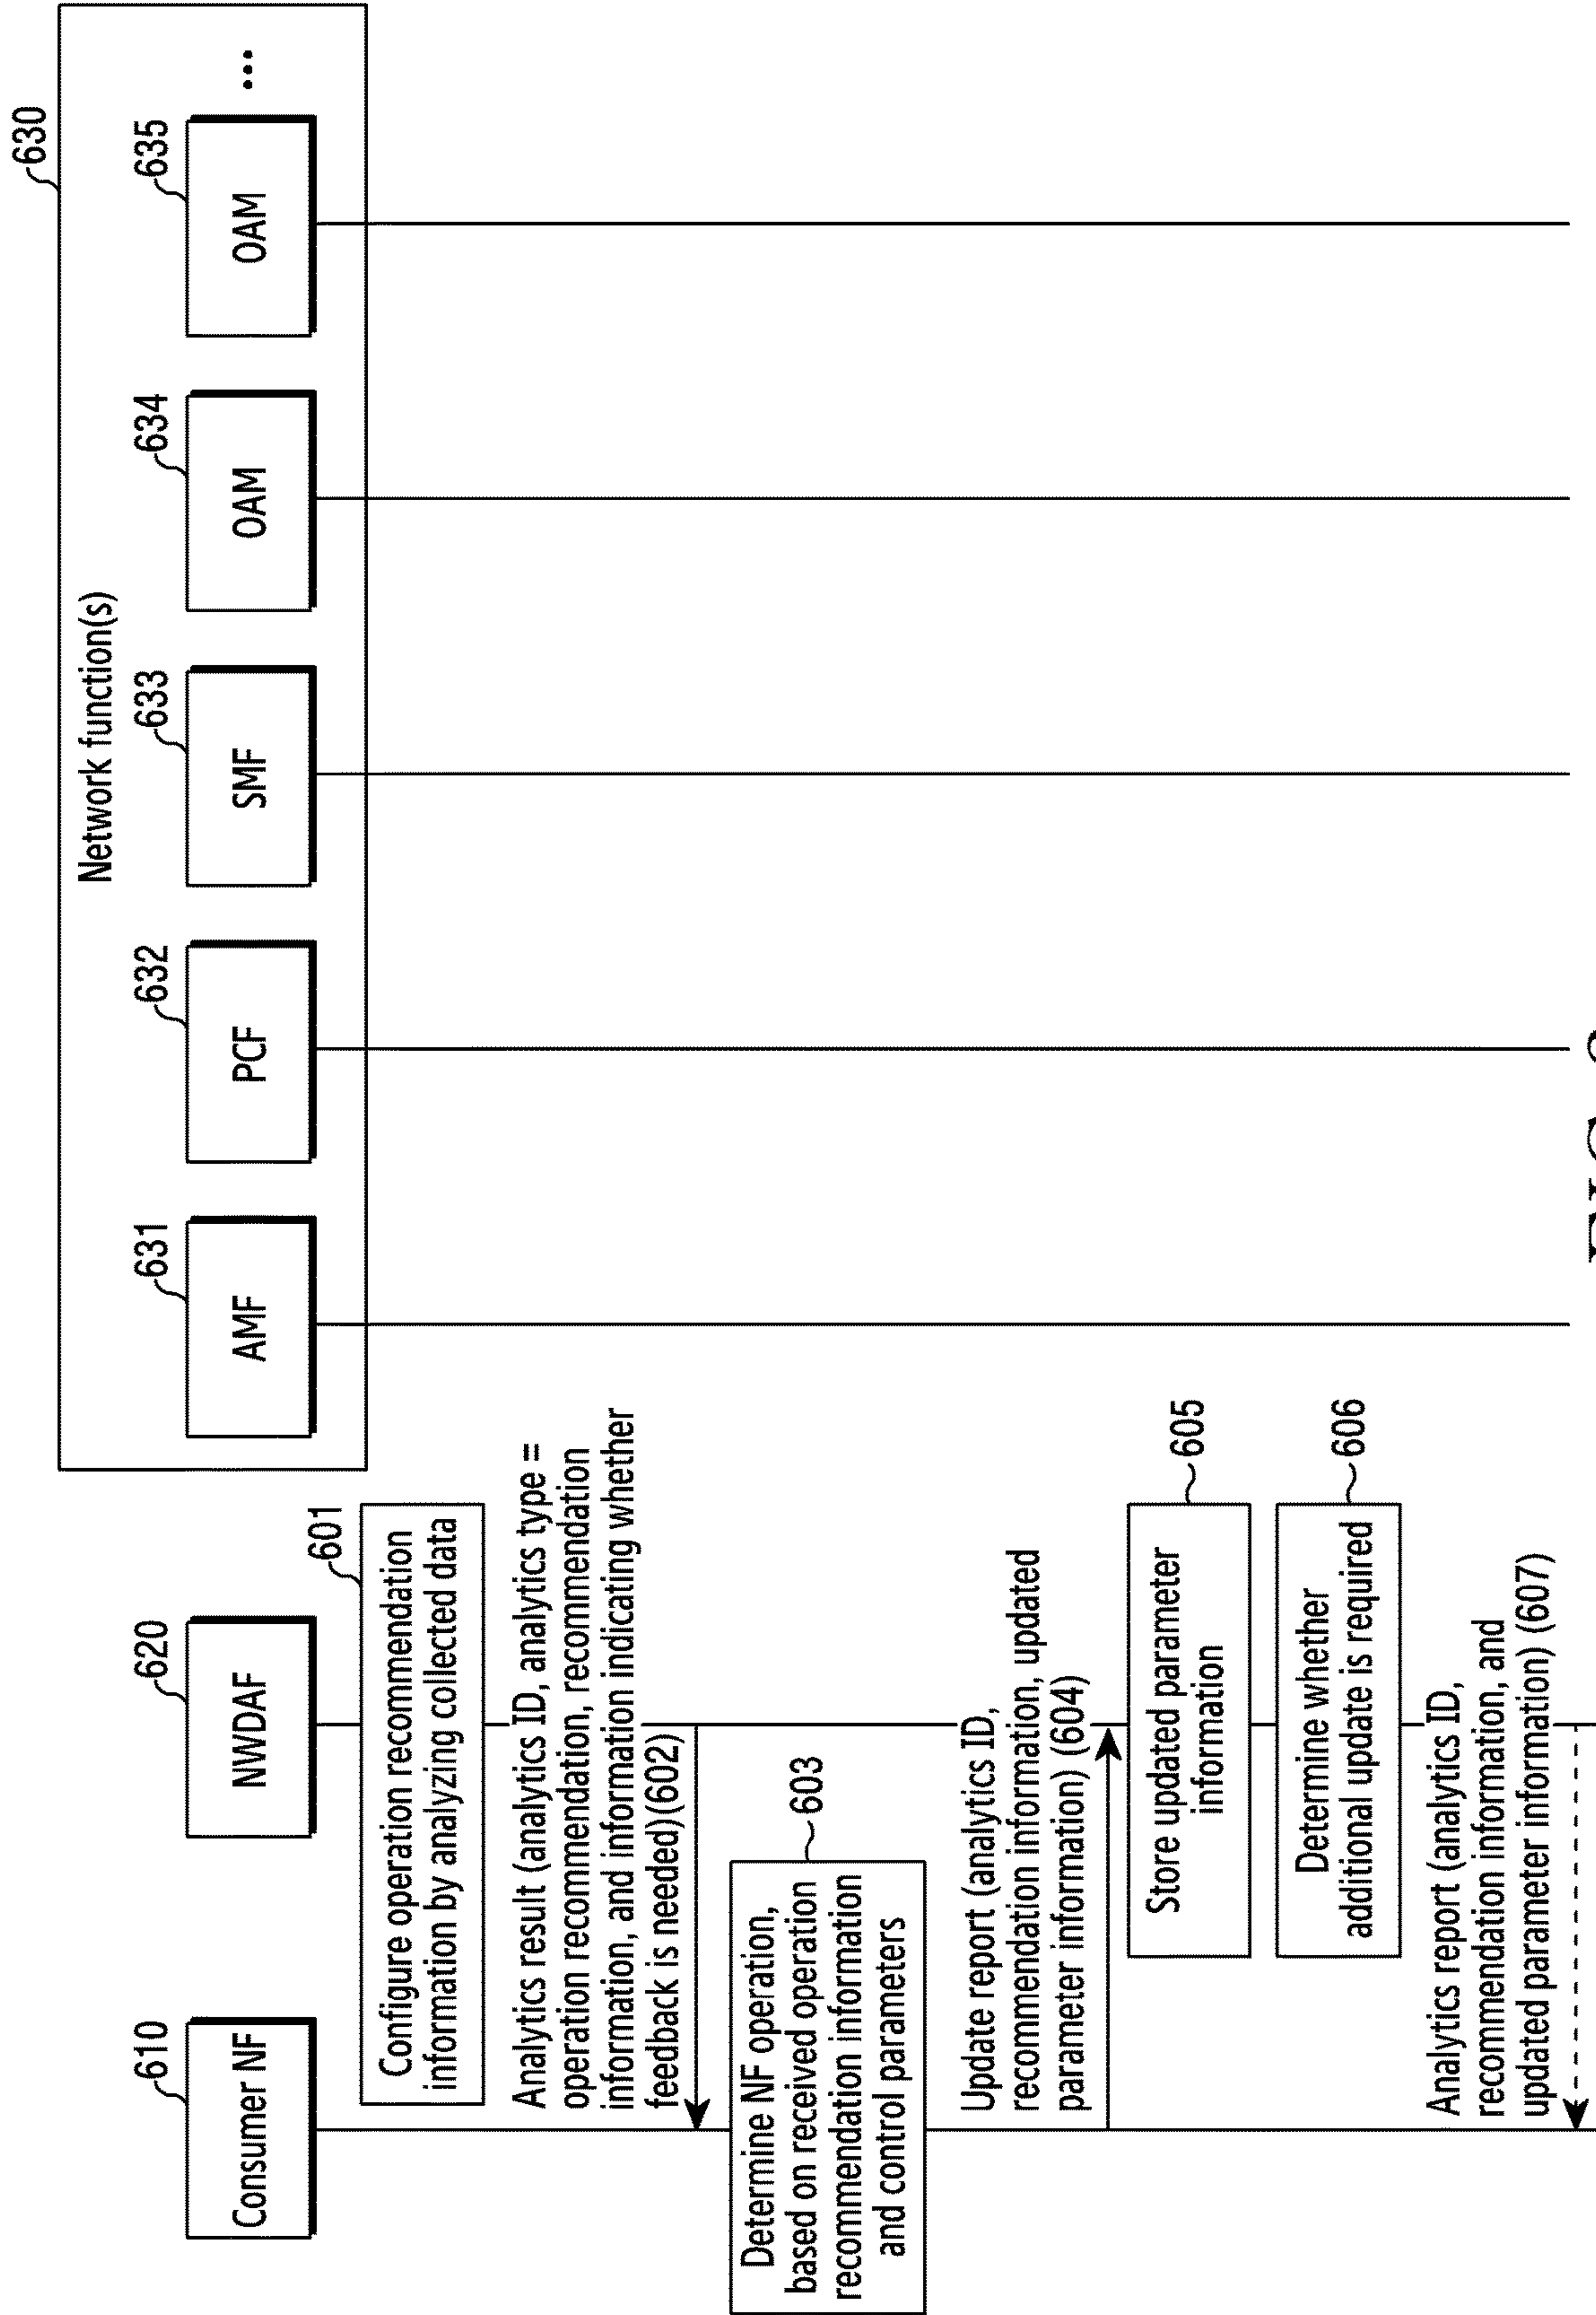 630
Network function(s)
610
Consumer NF
620
NWDAF
631
AMF
632
PCF
633
SMF
634
OAM
635
OAM
...
601
Configure operation recommendation
information by analyzing collected data
Analytics result (analytics ID, analytics type =
operation recommendation, recommendation
information, and information indicating whether
feedback is needed)(602)
603
Determine NF operation,
based on received operation
recommendation information
and control parameters
Update report (analytics ID,
recommendation information, updated
parameter information) (604)
605
Store updated parameter
information
606
Determine whether
additional update is required
Analytics report (analytics ID,
recommendation information, and
updated parameter information) (607)